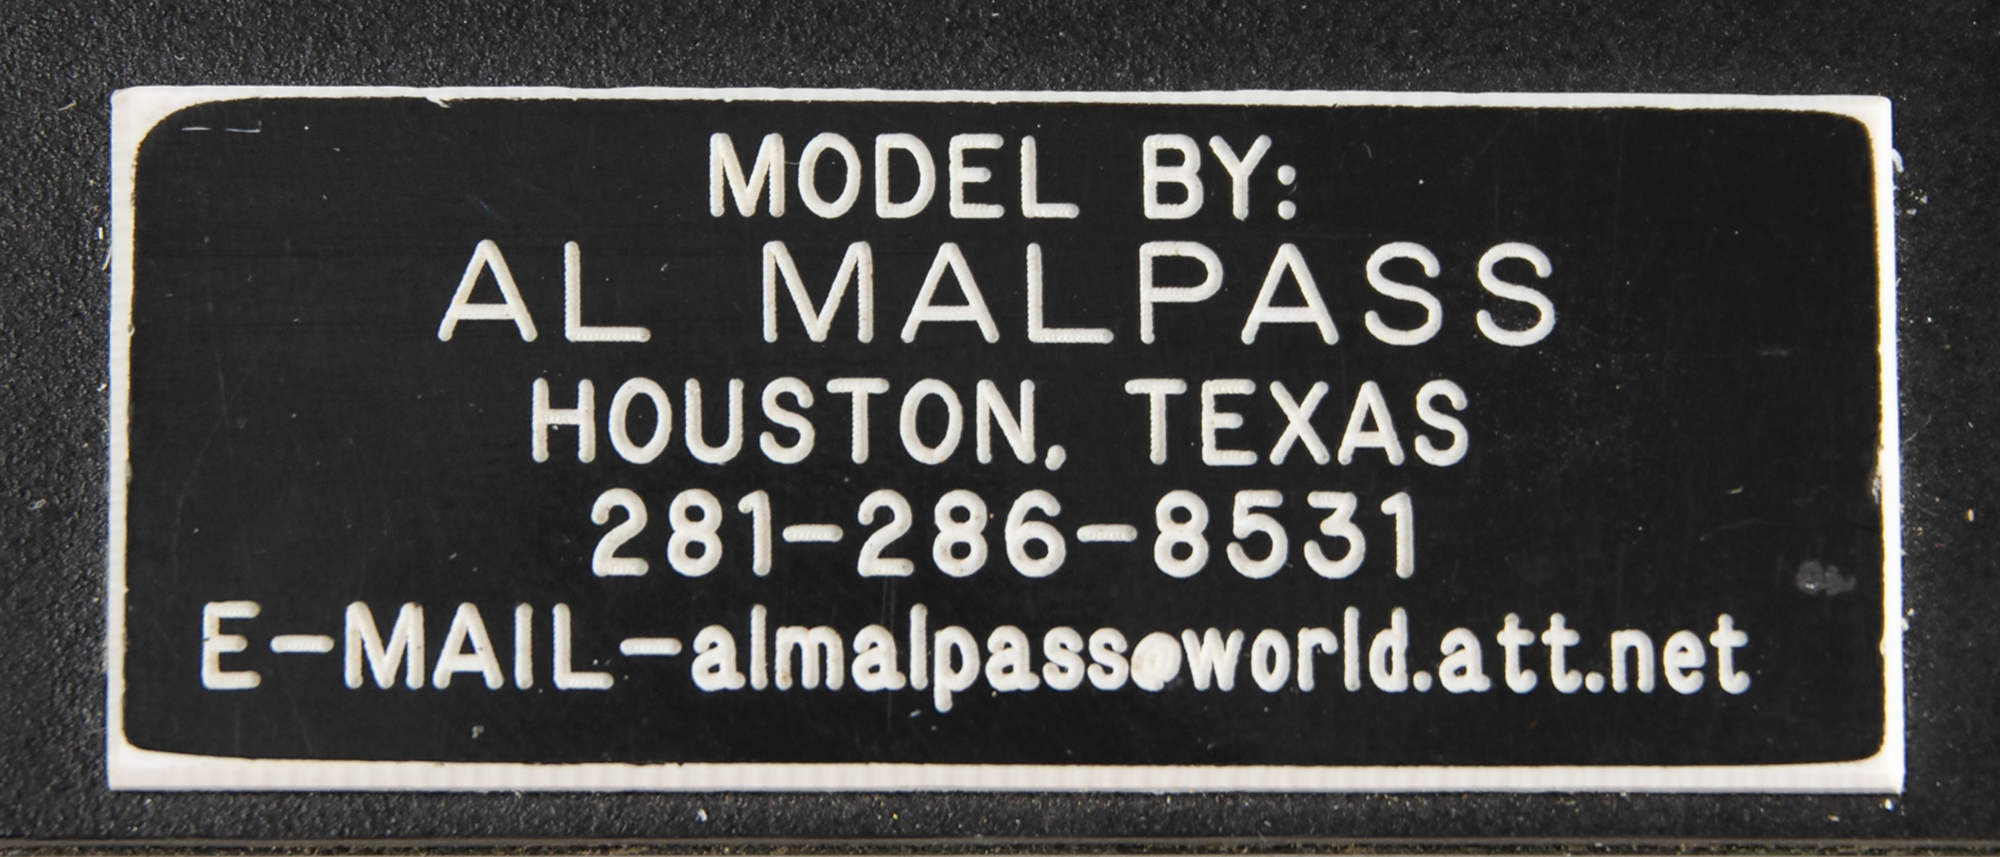 MODEL BY:
AL MALPASS
HOUSTON, TEXAS
281-286-8531
E-MAIL-almalpass@world.att.net